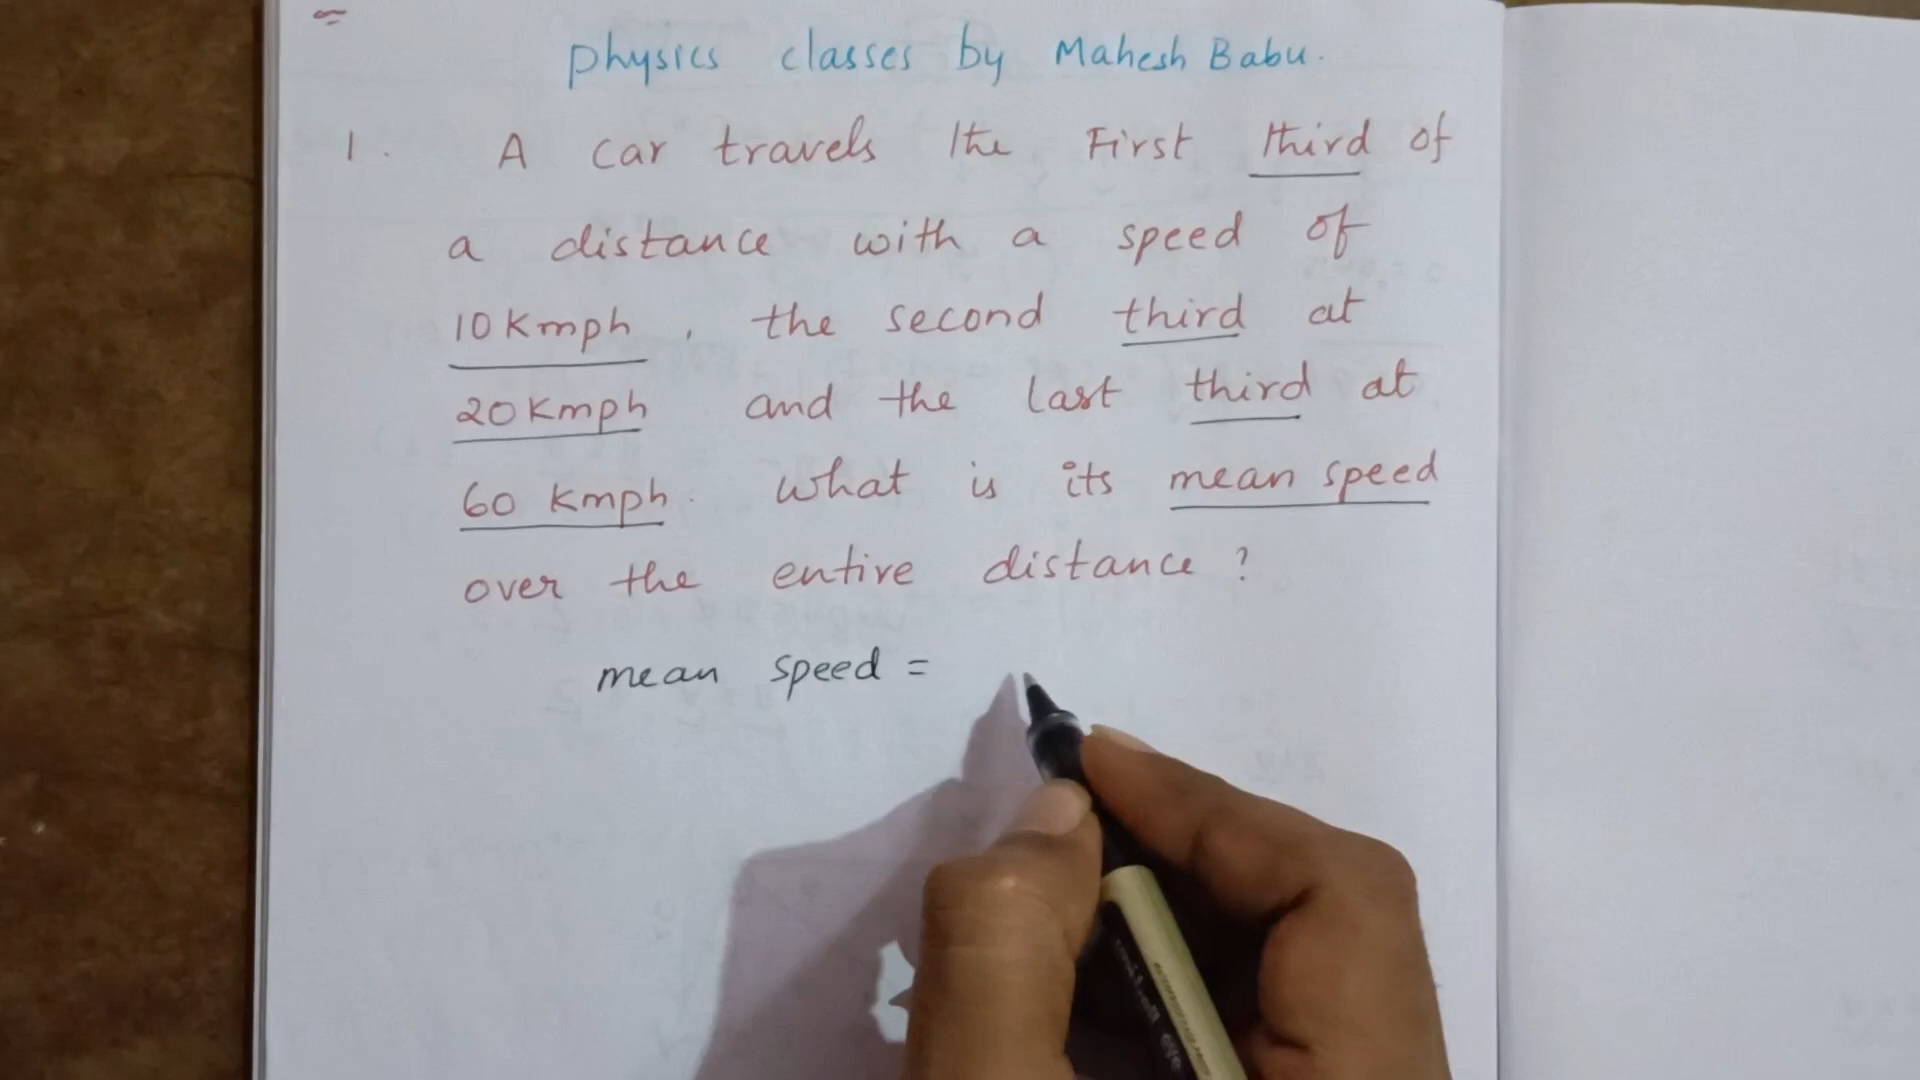 Physics classes by Mahesh Babu.
1. A car travels the First third of
a distance with a speed of
10 Kmph, the second third at
20 Kmph and the last third at
60 Kmph. What is its mean speed
over the entire distance?
mean speed =